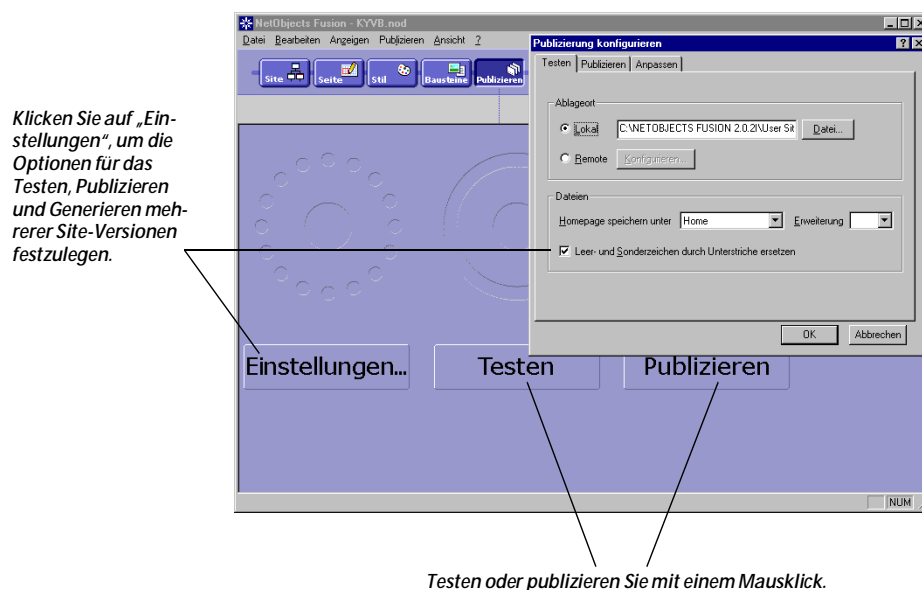 NetObjects Fusion - KYVB.nod
Datei Bearbeiten Anzeigen Publizieren Ansicht ?
Site Seite Stil Bausteine Publizieren
Publizierung konfigurieren
Testen Publizieren Anpassen
Ablageort
Lokal C:\NETOBJECTS FUSION 2.0.2I\User Sit Datei...
Remote Konfigurieren...
Dateien
Homepage speichern unter Home Erweiterung
Leer- und Sonderzeichen durch Unterstriche ersetzen
OK Abbrechen
Klicken Sie auf „Ein-
stellungen“, um die
Optionen für das
Testen, Publizieren
und Generieren meh-
rerer Site-Versionen
festzulegen.
Einstellungen... Testen Publizieren
NUM
Testen oder publizieren Sie mit einem Mausklick.